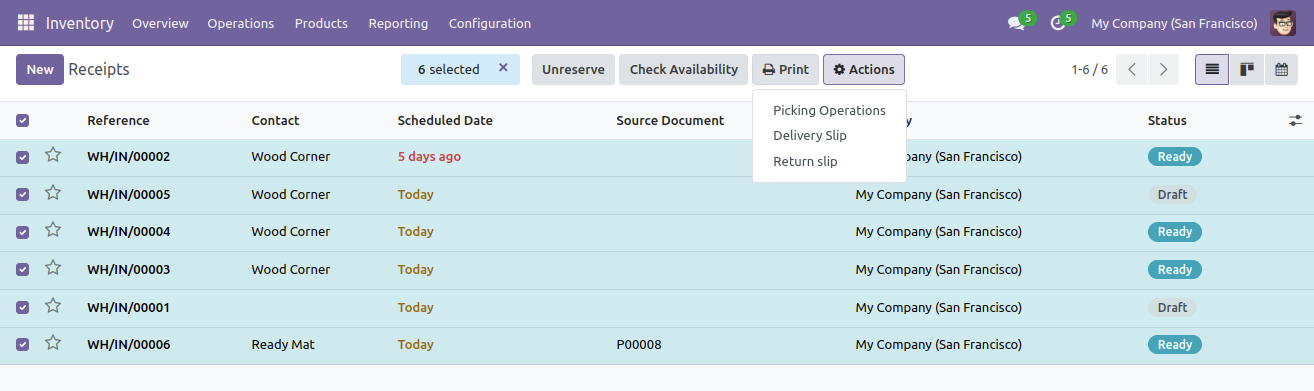 Inventory Overview Operations Products Reporting Configuration 5 5 My Company (San Francisco)
New Receipts 6 selected × Unreserve Check Availability Print Actions 1-6 / 6
Picking Operations
Delivery Slip
Return slip
Reference Contact Scheduled Date Source Document y Status
WH/IN/00002 Wood Corner 5 days ago company (San Francisco) Ready
WH/IN/00005 Wood Corner Today My Company (San Francisco) Draft
WH/IN/00004 Wood Corner Today My Company (San Francisco) Ready
WH/IN/00003 Wood Corner Today My Company (San Francisco) Ready
WH/IN/00001 Today My Company (San Francisco) Draft
WH/IN/00006 Ready Mat Today P00008 My Company (San Francisco) Ready